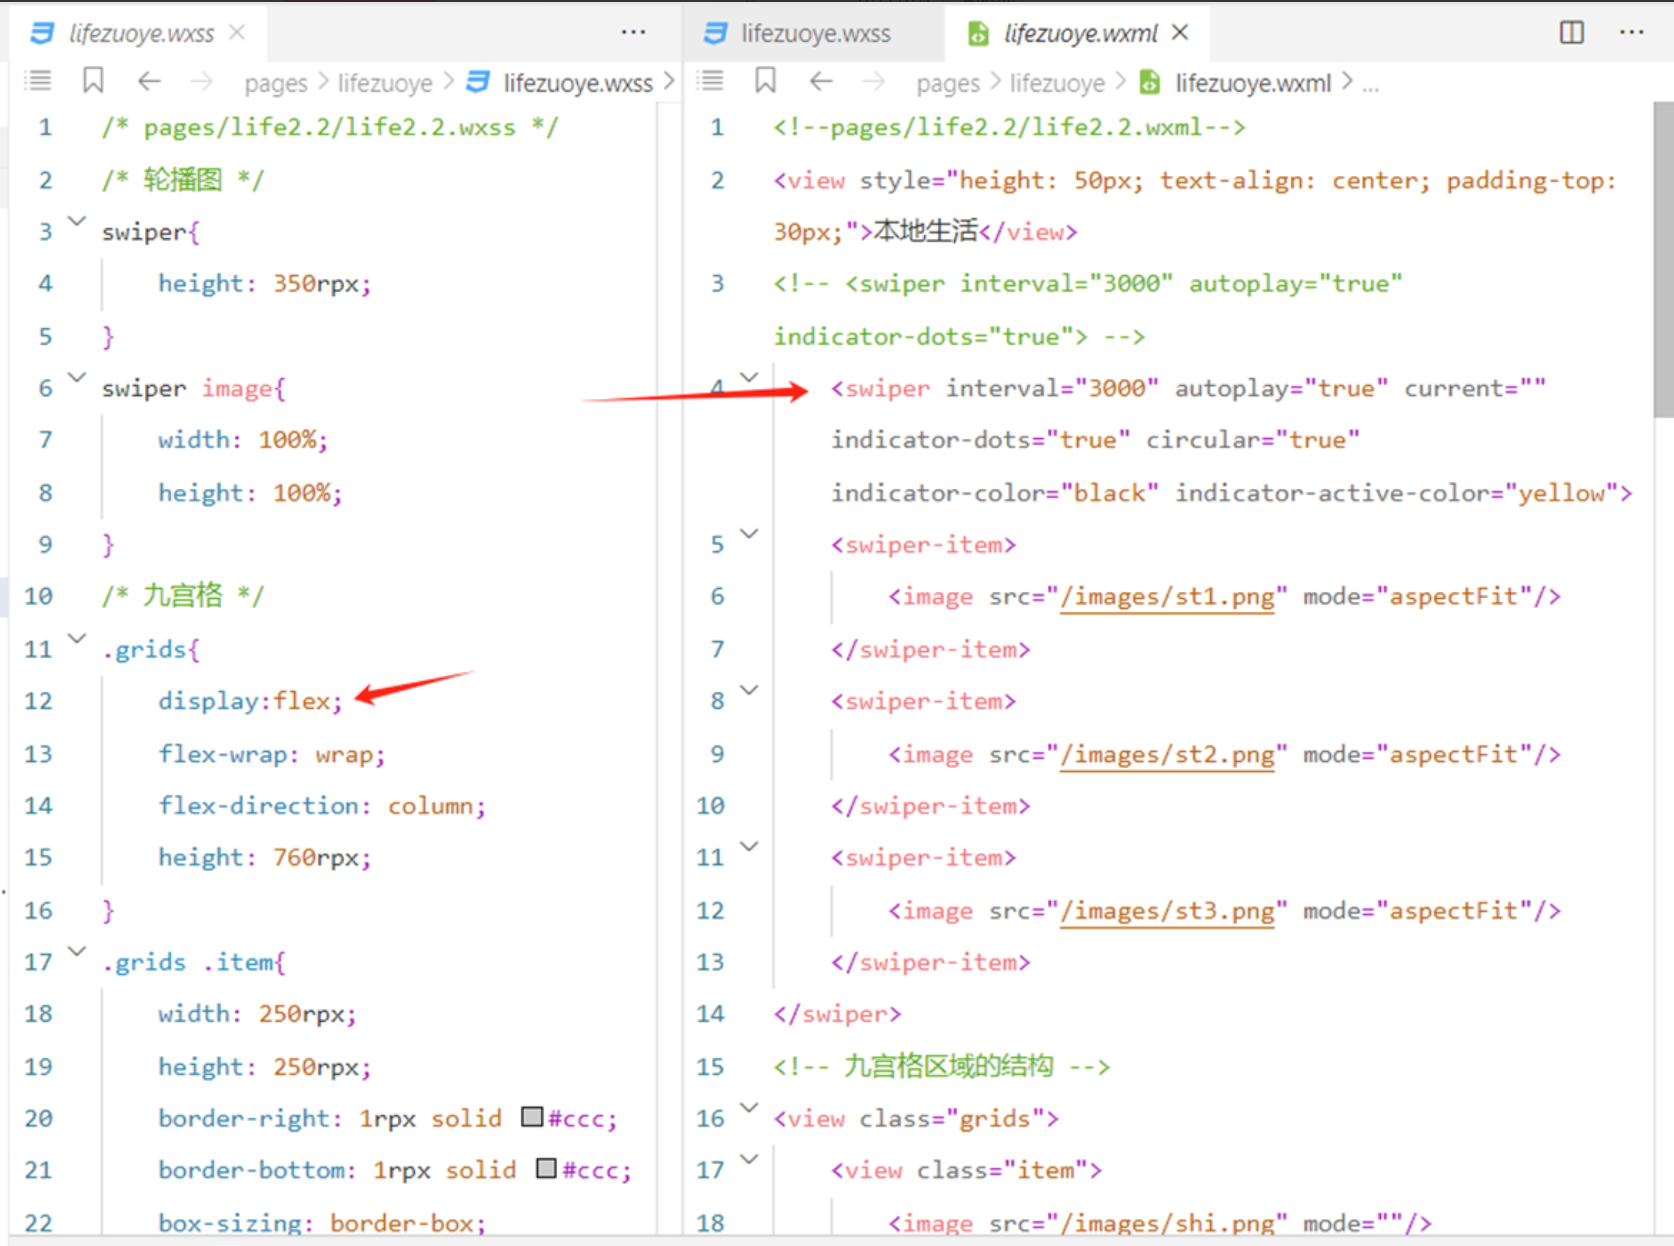 lifezuoye.wxss
pages > lifezuoye > lifezuoye.wxss >
1 /* pages/life2.2/life2.2.wxss */
2 /* 轮播图 */
3 swiper{
4 height: 350rpx;
5 }
6 swiper image{
7 width: 100%;
8 height: 100%;
9 }
10 /* 九宫格 */
11 .grids{
12 display:flex;
13 flex-wrap: wrap;
14 flex-direction: column;
15 height: 760rpx;
16 }
17 .grids .item{
18 width: 250rpx;
19 height: 250rpx;
20 border-right: 1rpx solid #ccc;
21 border-bottom: 1rpx solid #ccc;
22 box-sizing: border-box;
lifezuoye.wxss lifezuoye.wxml
pages > lifezuoye > lifezuoye.wxml > ...
1 <!--pages/life2.2/life2.2.wxml-->
2 <view style="height: 50px; text-align: center; padding-top:
30px;">本地生活</view>
3 <!-- <swiper interval="3000" autoplay="true"
indicator-dots="true"> -->
4 <swiper interval="3000" autoplay="true" current=""
indicator-dots="true" circular="true"
indicator-color="black" indicator-active-color="yellow">
5 <swiper-item>
6 <image src="/images/st1.png" mode="aspectFit"/>
7 </swiper-item>
8 <swiper-item>
9 <image src="/images/st2.png" mode="aspectFit"/>
10 </swiper-item>
11 <swiper-item>
12 <image src="/images/st3.png" mode="aspectFit"/>
13 </swiper-item>
14 </swiper>
15 <!-- 九宫格区域的结构 -->
16 <view class="grids">
17 <view class="item">
18 <image src="/images/shi.png" mode=""/>